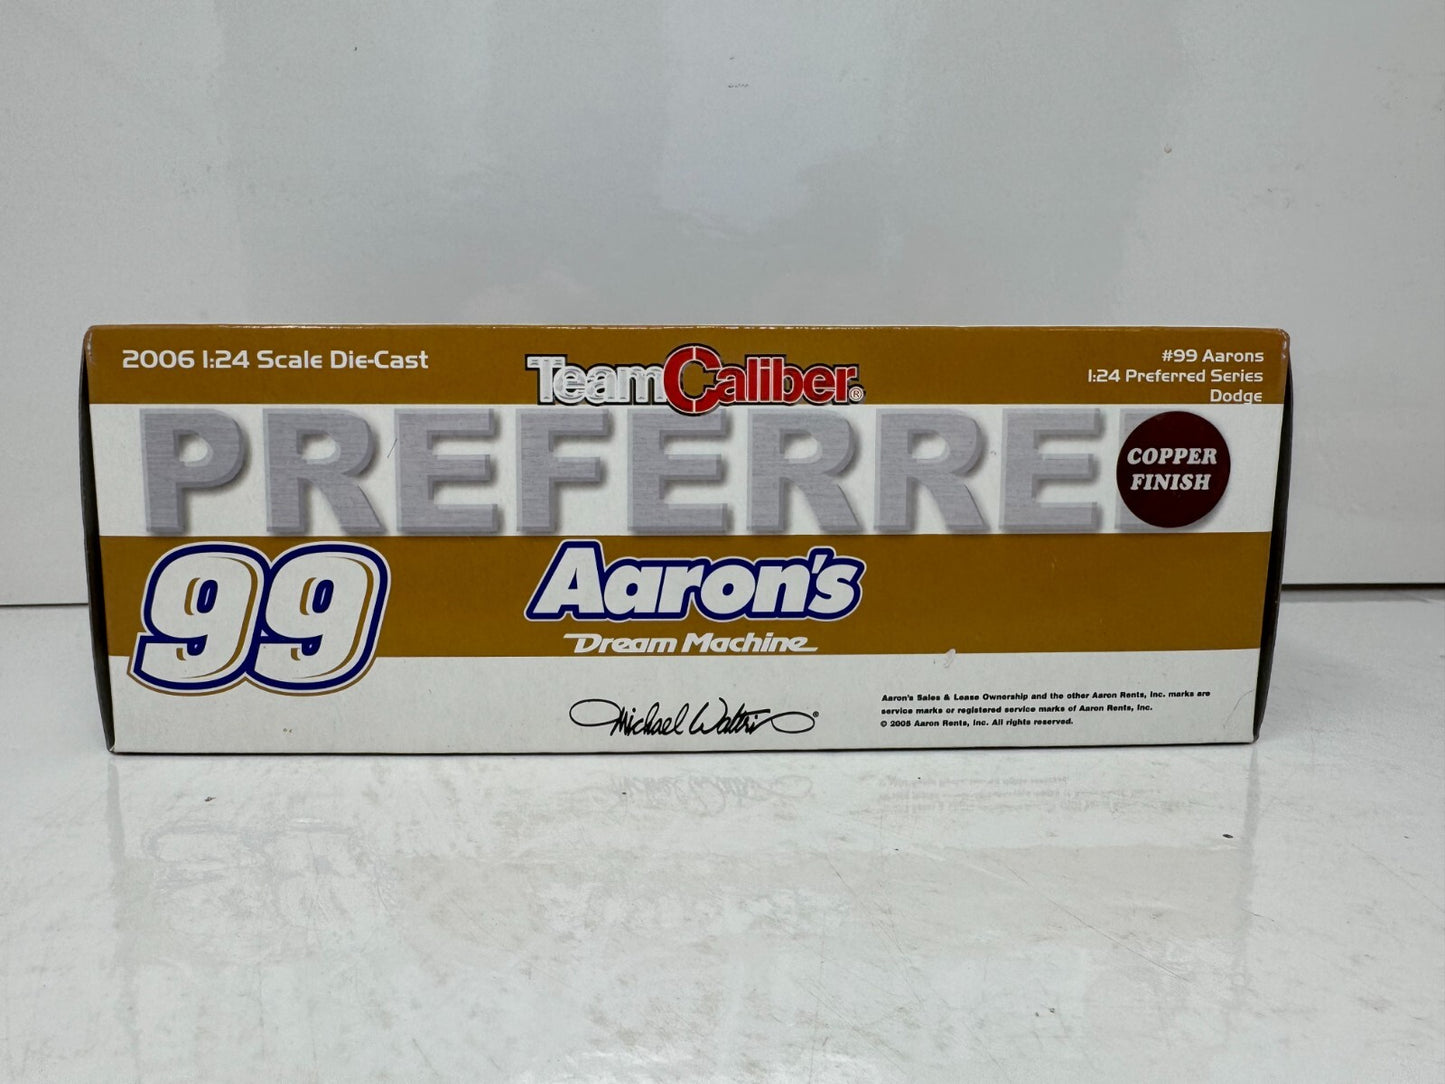 2006 1:24 Scale Die-Cast
TeamCaliber®
#99 Aarons
1:24 Preferred Series
Dodge
PREFERRE
COPPER
FINISH
99
Aaron's
Dream Machine
Michael Waltrip®
Aaron's Sales & Lease Ownership and the other Aaron Rents, Inc. marks are
service marks or registered service marks of Aaron Rents, Inc.
© 2005 Aaron Rents, Inc. All rights reserved.